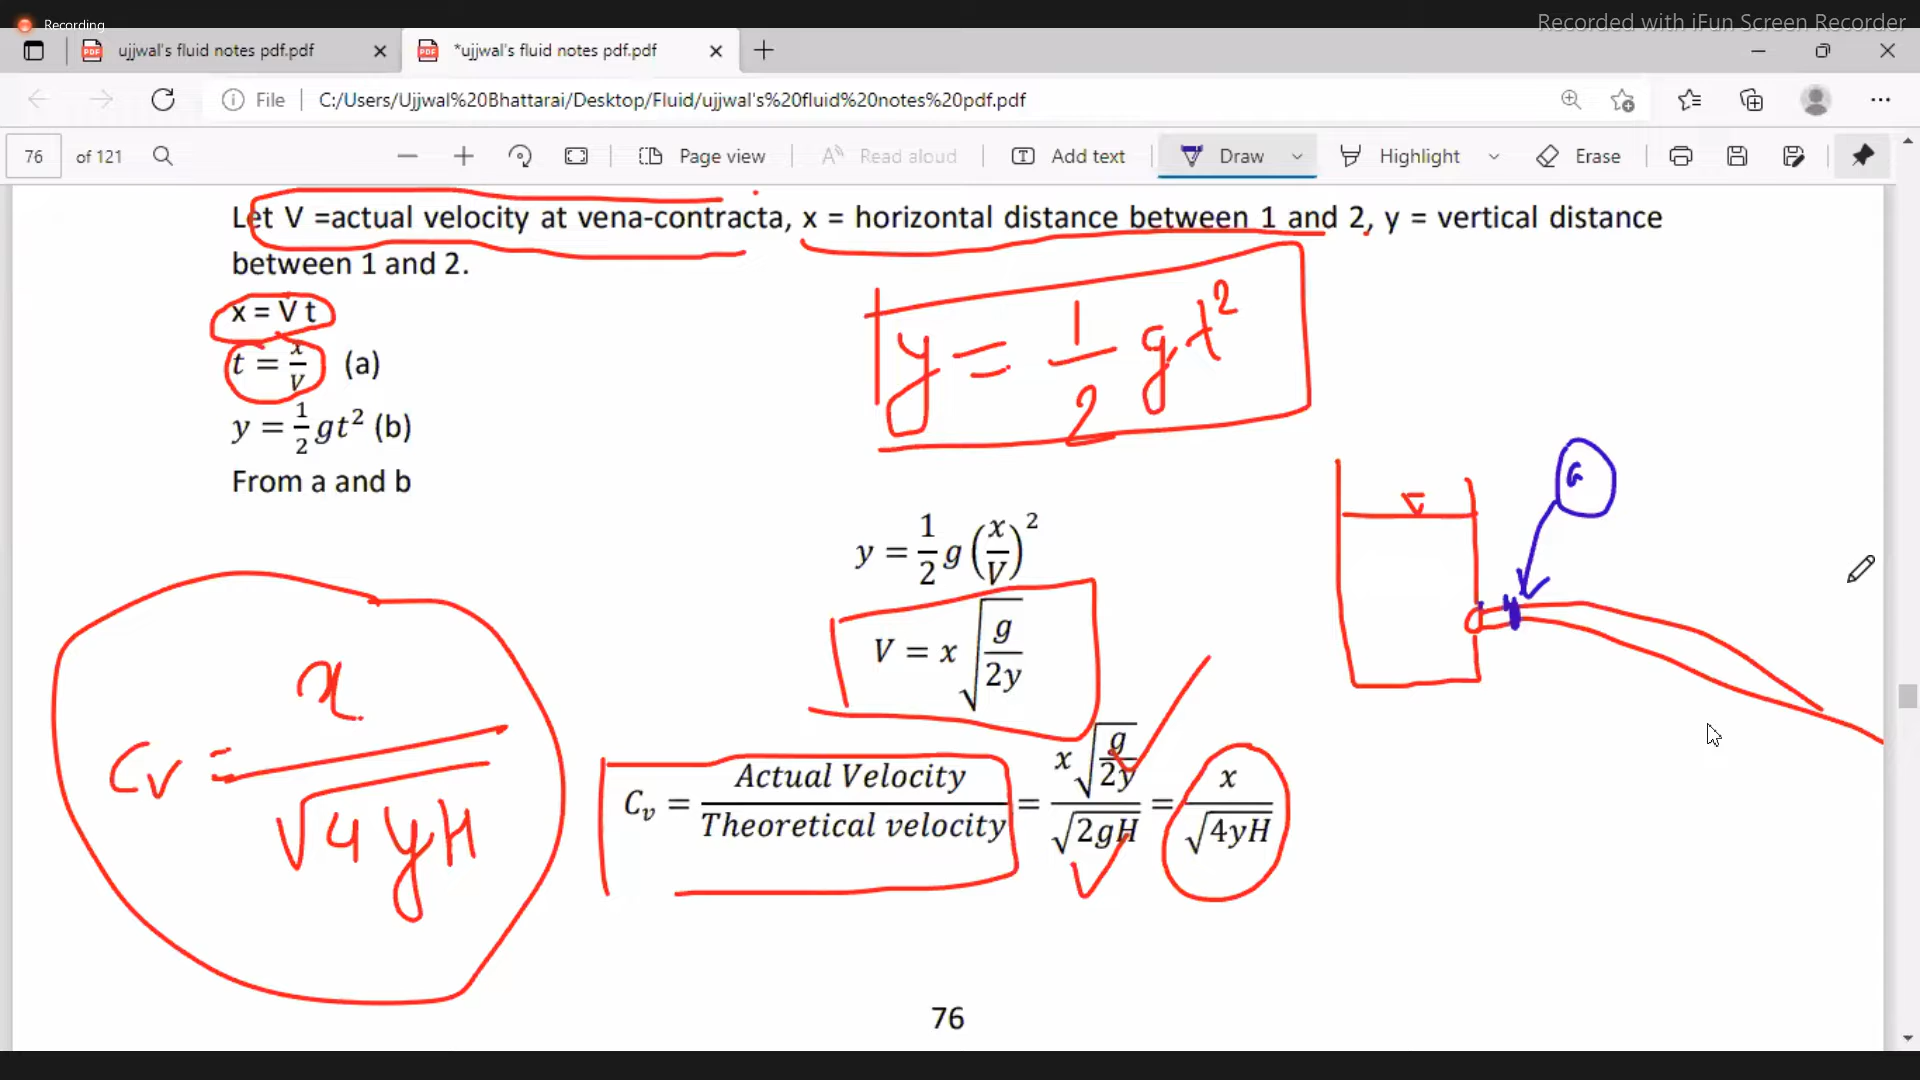 Recording
Recorded with iFun Screen Recorder
ujjwal's fluid notes pdf.pdf
*ujjwal's fluid notes pdf.pdf
File
C:/Users/Ujjwal%20Bhattarai/Desktop/Fluid/ujjwal's%20fluid%20notes%20pdf.pdf
76 of 121
Page view
Read aloud
Add text
Draw
Highlight
Erase
Let V =actual velocity at vena-contracta, x = horizontal distance between 1 and 2, y = vertical distance
between 1 and 2.
x = V t
t = x/V (a)
y = 1/2 gt² (b)
y = 1/2 gt²
From a and b
y = 1/2 g (x/V)²
V = x √(g/2y)
Cv = Actual Velocity / Theoretical velocity = x √(g/2y) / √2gH = x / √4yH
Cv = x / √4yH
76